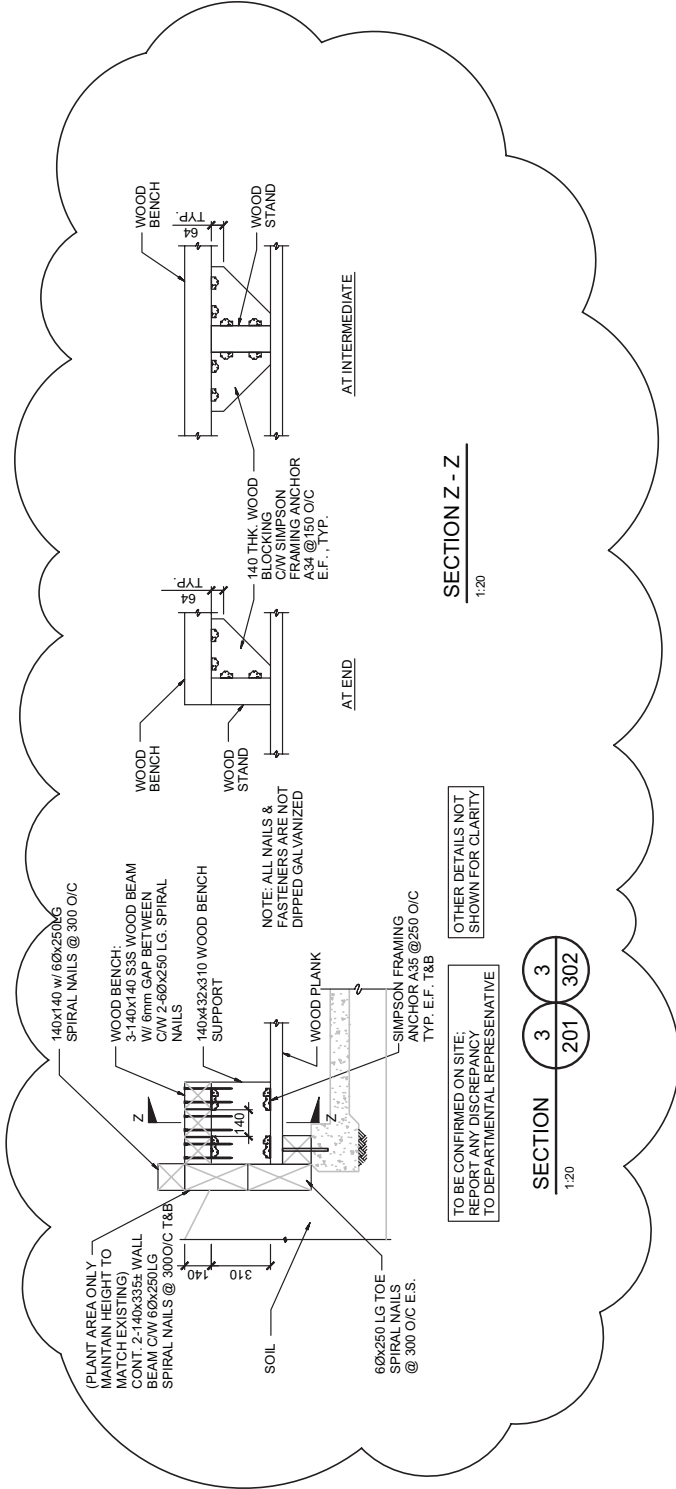 (PLANT AREA ONLY
MAINTAIN HEIGHT TO
MATCH EXISTING)
CONT. 2-140x335± WALL
BEAM C/W 6Øx250LG
SPIRAL NAILS @ 300O/C T&B
SOIL
6Øx250 LG TOE
SPIRAL NAILS
@ 300 O/C E.S.
140
310
140x140 w/ 6Øx250LG
SPIRAL NAILS @ 300 O/C
WOOD BENCH:
3-140x140 S3S WOOD BEAM
W/ 6mm GAP BETWEEN
C/W 2-6Øx250 LG. SPIRAL
NAILS
140x432x310 WOOD BENCH
SUPPORT
Z
140
Z
WOOD PLANK
SIMPSON FRAMING
ANCHOR A35 @250 O/C
TYP. E.F. T&B
NOTE: ALL NAILS &
FASTENERS ARE NOT
DIPPED GALVANIZED
TO BE CONFIRMED ON SITE;
REPORT ANY DISCREPANCY
TO DEPARTMENTAL REPRESENATIVE
OTHER DETAILS NOT
SHOWN FOR CLARITY
SECTION
1:20
3
201
3
302
WOOD
BENCH
WOOD
STAND
64
TYP.
AT END
140 THK. WOOD
BLOCKING
C/W SIMPSON
FRAMING ANCHOR
A34 @150 O/C
E.F. , TYP.
WOOD
BENCH
64
TYP.
WOOD
STAND
AT INTERMEDIATE
SECTION Z - Z
1:20